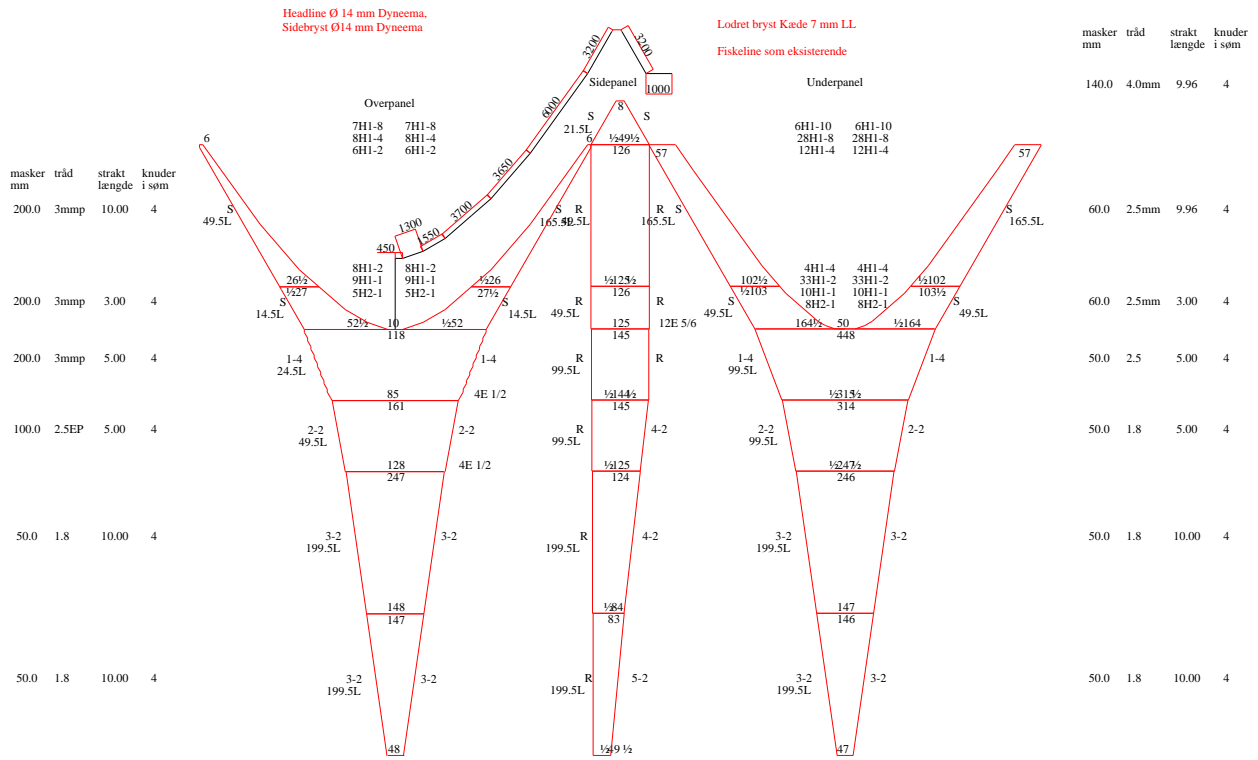 Headline Ø 14 mm Dyneema,
Sidebryst Ø14 mm Dyneema
Lodret bryst Kæde 7 mm LL
Fiskeline som eksisterende
masker tråd strakt knuder
mm længde i søm
140.0 4.0mm 9.96 4
3200 3200
1000
6000
3650
3700
1550
1300
450
Overpanel
Sidepanel
Underpanel
7H1-8 7H1-8
8H1-4 8H1-4
6H1-2 6H1-2
6H1-10 6H1-10
28H1-8 28H1-8
12H1-4 12H1-4
8
S S
21.5L
6 6 ½49½ 57 57
126
masker tråd strakt knuder
mm længde i søm
200.0 3mmp 10.00 4
S S R R S S
49.5L 165.5L 49.5L 165.5L 165.5L
60.0 2.5mm 9.96 4
8H1-2 8H1-2
9H1-1 9H1-1
5H2-1 5H2-1
4H1-4 4H1-4
33H1-2 33H1-2
10H1-1 10H1-1
8H2-1 8H2-1
26½ ½26 ½125½ 102½ ½102
½27 27½ 126 ½103 103½
200.0 3mmp 3.00 4
S S R R S S
14.5L 14.5L 49.5L 49.5L 49.5L
60.0 2.5mm 3.00 4
52½ 10 ½52 125 12E 5/6 164½ 50 ½164
118 145 448
200.0 3mmp 5.00 4
1-4 1-4 R R 1-4 1-4
24.5L 99.5L 99.5L
50.0 2.5 5.00 4
85 4E 1/2 ½144½ ½315½
161 145 314
100.0 2.5EP 5.00 4
2-2 2-2 R 4-2 2-2 2-2
49.5L 99.5L 99.5L
50.0 1.8 5.00 4
128 4E 1/2 ½125 ½247½
247 124 246
50.0 1.8 10.00 4
3-2 3-2 R 4-2 3-2 3-2
199.5L 199.5L 199.5L
50.0 1.8 10.00 4
148 ½84 147
147 83 146
50.0 1.8 10.00 4
3-2 3-2 R 5-2 3-2 3-2
199.5L 199.5L 199.5L
50.0 1.8 10.00 4
48 ½49 ½ 47